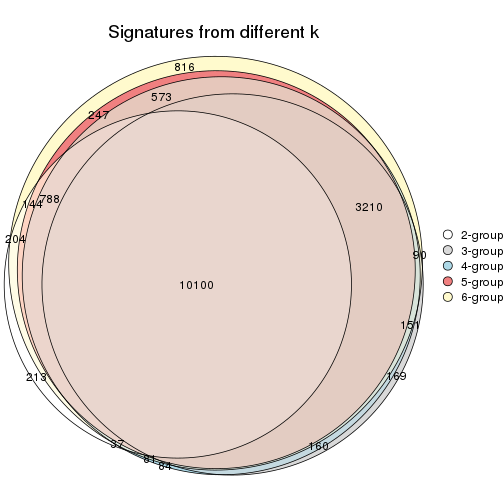 Signatures from different k
816
573
247
788
144
3210
204
90
2-group
3-group
4-group
5-group
6-group
10100
151
169
213
37
160
81
84